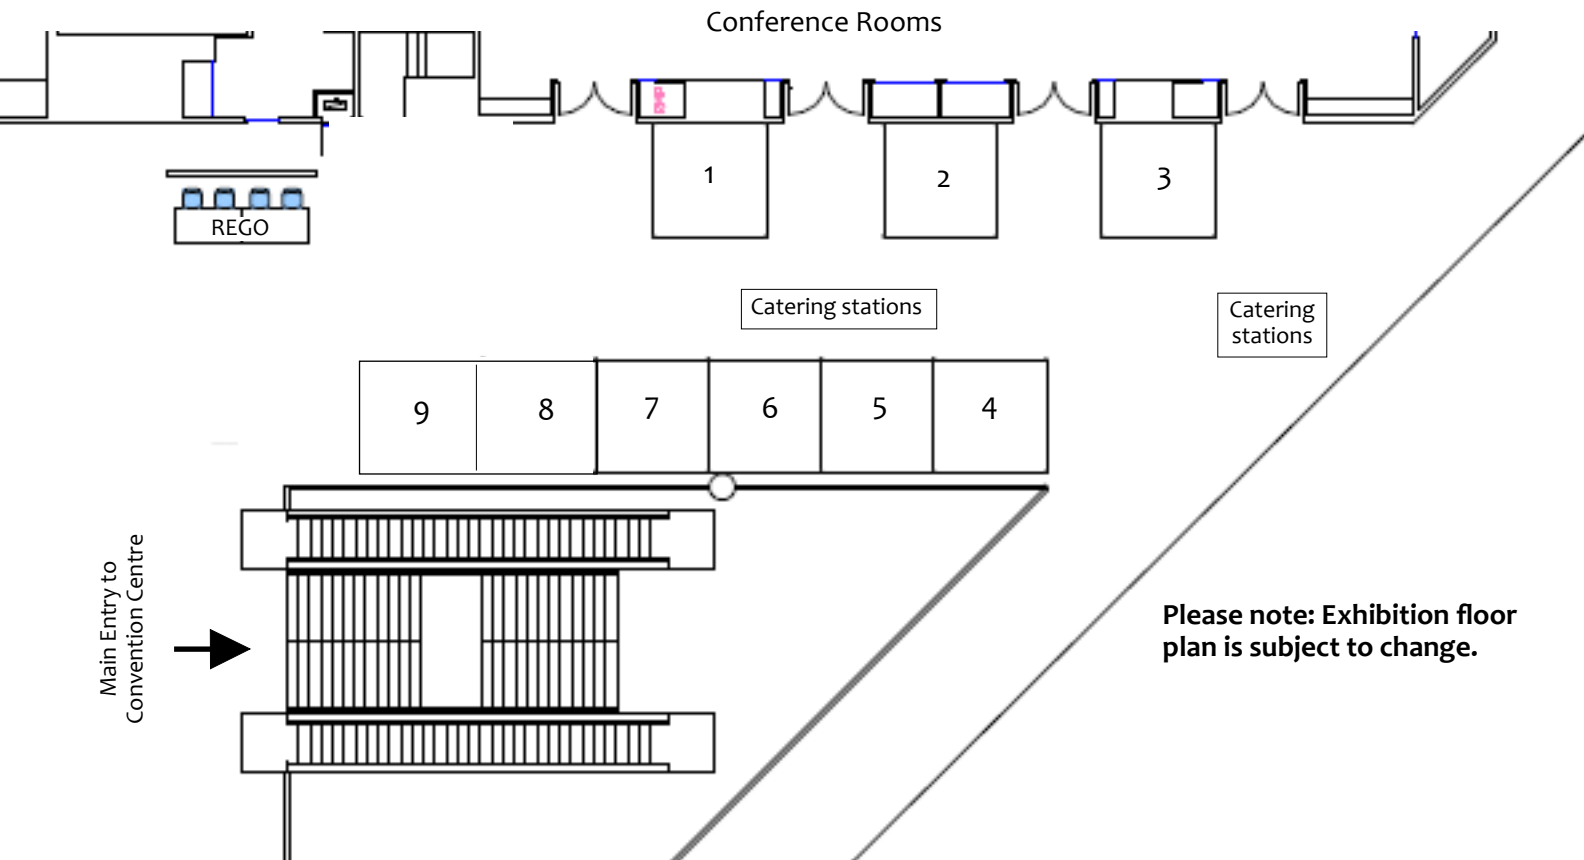 Conference Rooms
1
2
3
REGO
Catering stations
Catering
stations
9
8
7
6
5
4
Main Entry to
Convention Centre
Please note: Exhibition floor
plan is subject to change.